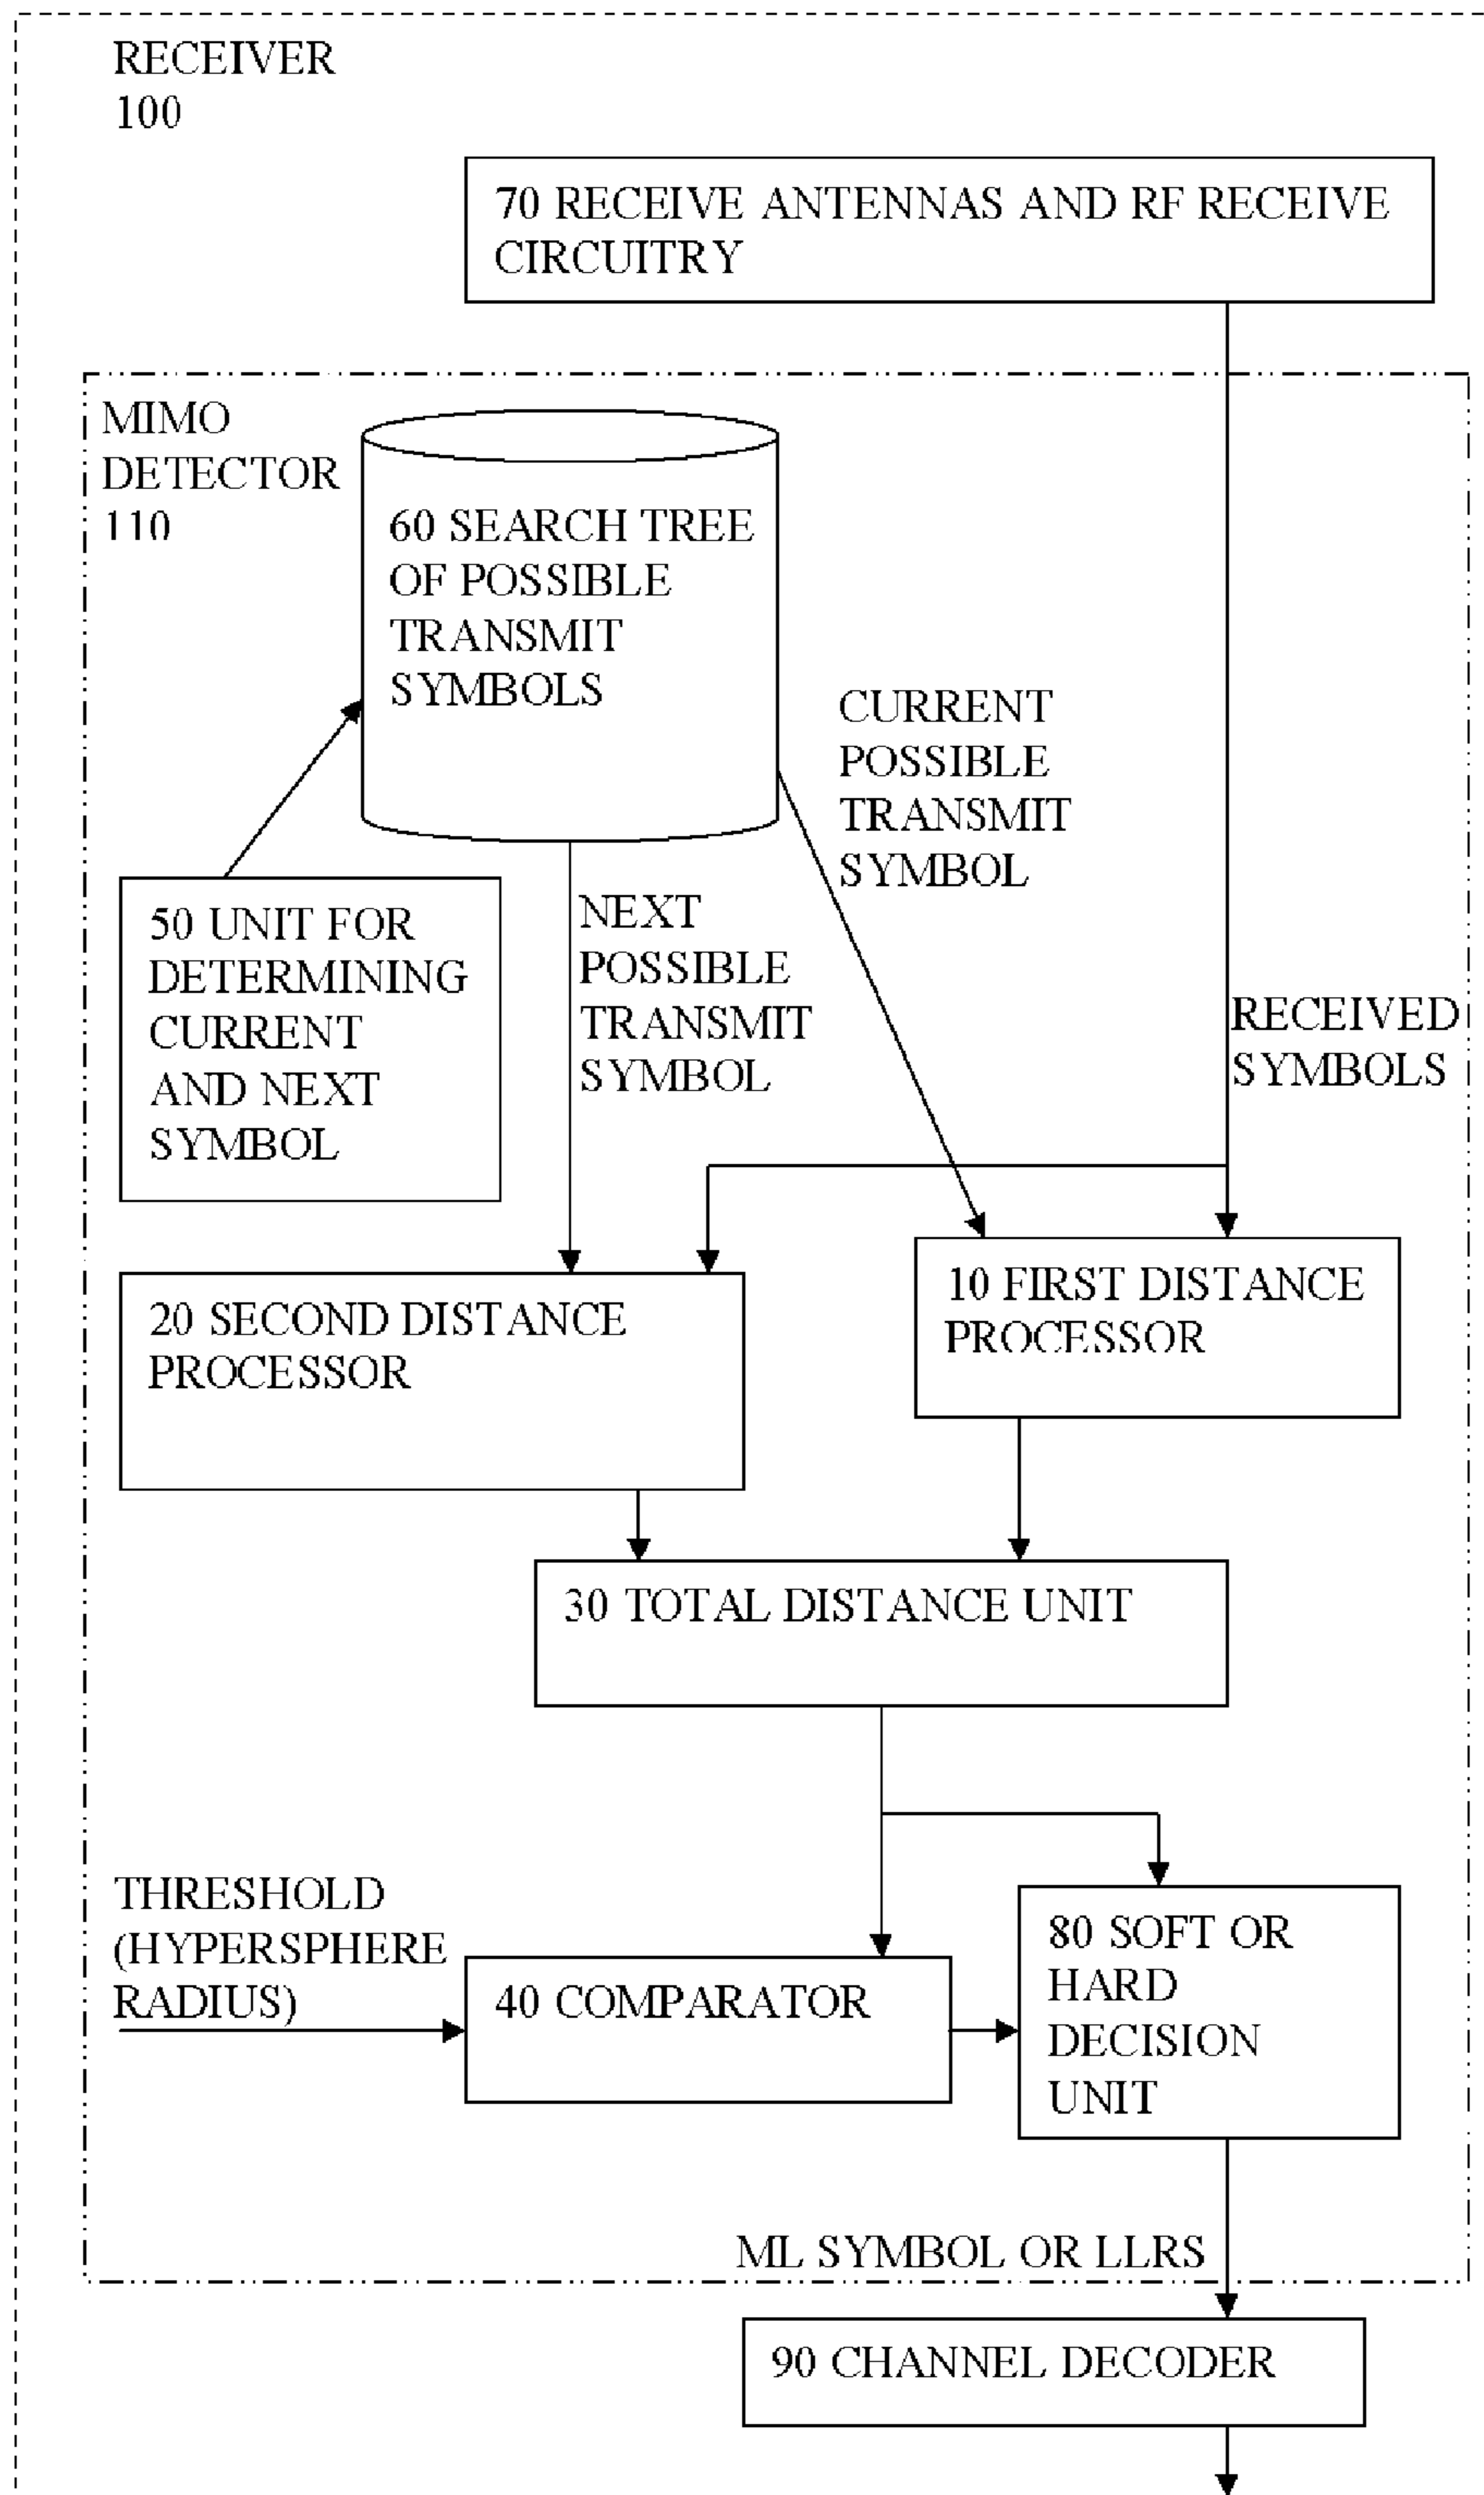 RECEIVER
100
70 RECEIVE ANTENNAS AND RF RECEIVE
CIRCUITRY
MIMO
DETECTOR
110
60 SEARCH TREE
OF POSSIBLE
TRANSMIT
SYMBOLS
CURRENT
POSSIBLE
TRANSMIT
SYMBOL
50 UNIT FOR
DETERMINING
CURRENT
AND NEXT
SYMBOL
NEXT
POSSIBLE
TRANSMIT
SYMBOL
RECEIVED
SYMBOLS
20 SECOND DISTANCE
PROCESSOR
10 FIRST DISTANCE
PROCESSOR
30 TOTAL DISTANCE UNIT
THRESHOLD
(HYPERSPHERE
RADIUS)
40 COMPARATOR
80 SOFT OR
HARD
DECISION
UNIT
ML SYMBOL OR LLRS
90 CHANNEL DECODER